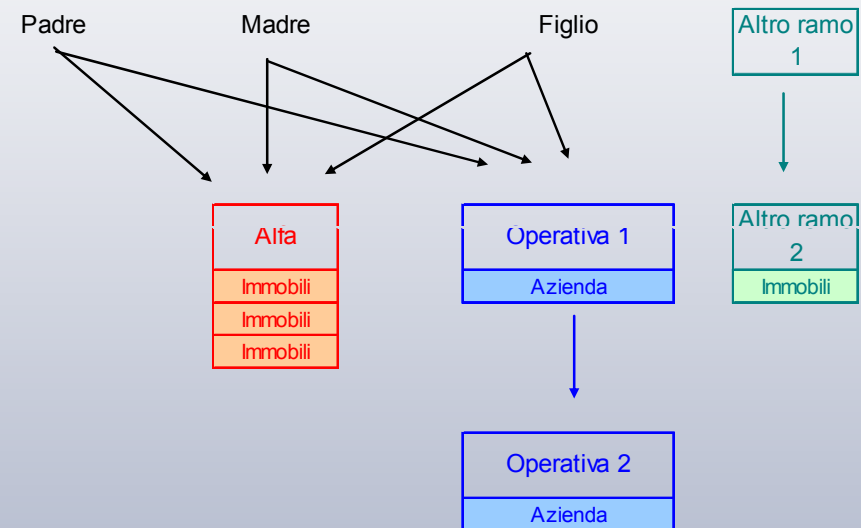 Padre Madre Figlio Altro ramo
1
Alfa Operativa 1 Altro ramo
2
Immobili Azienda Immobili
Immobili
Immobili
Operativa 2
Azienda